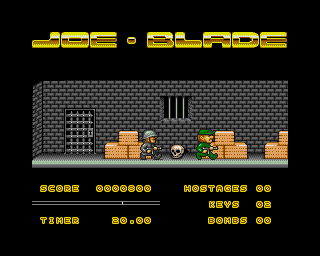 JOE · BLADE
SCORE 0000000 HOSTAGES 00
KEYS 02
TIMER 20.00 BOMBS 00